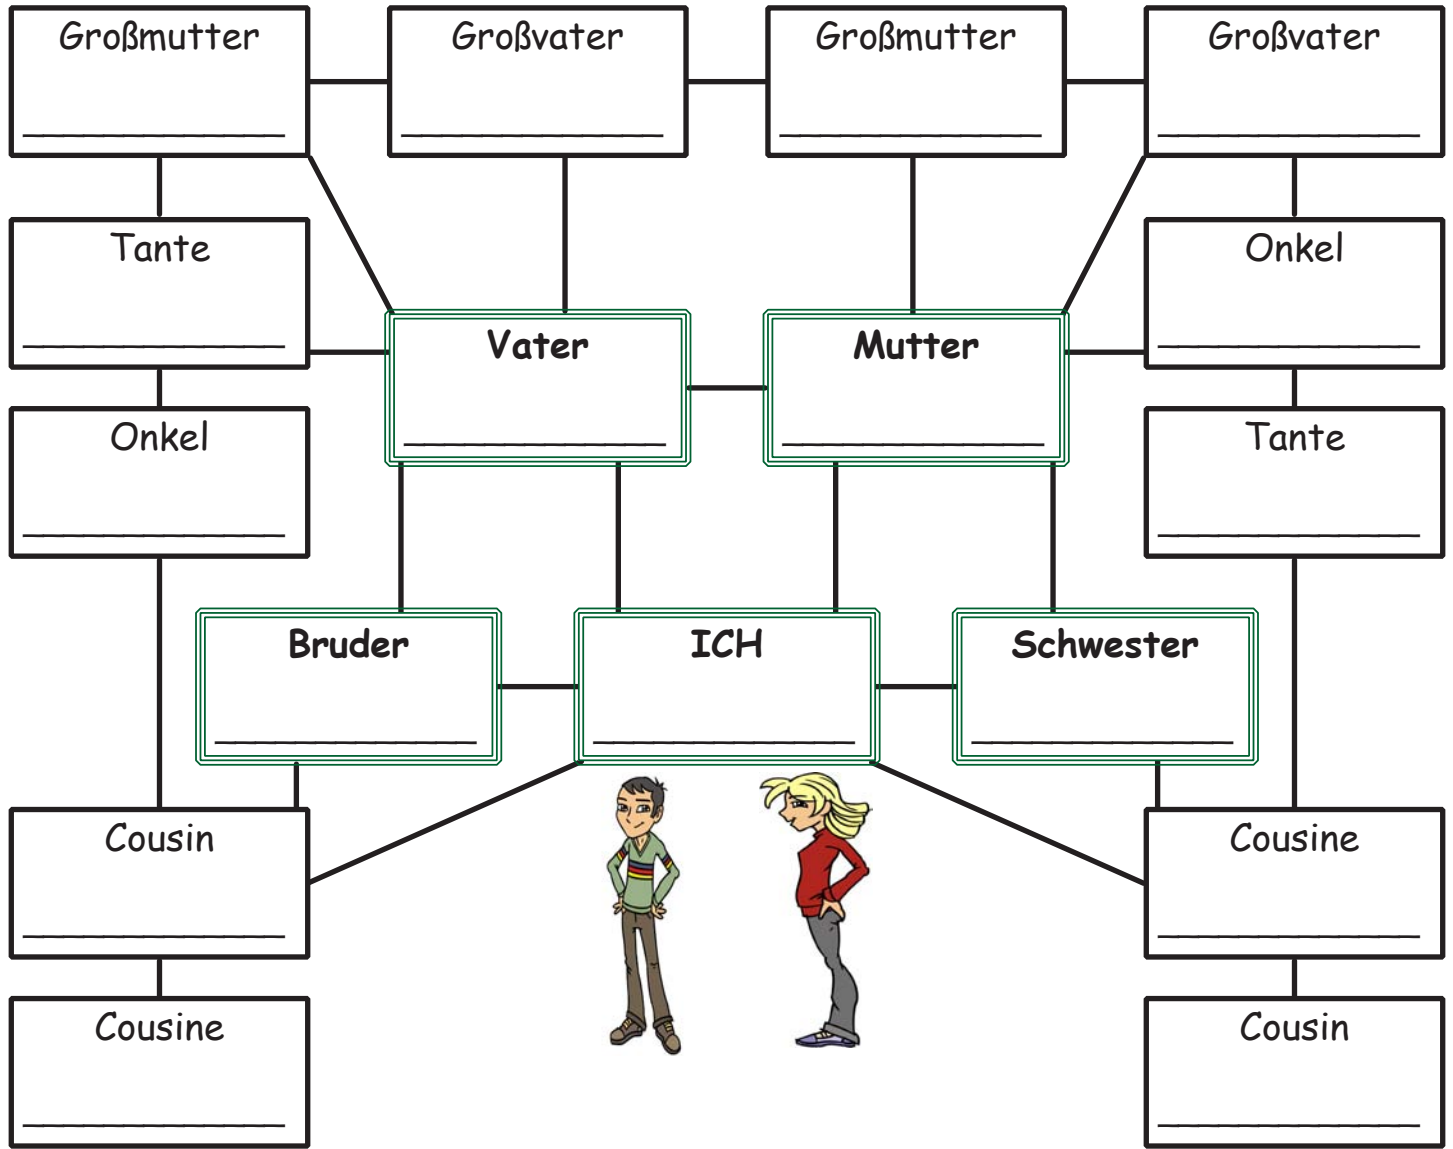 Großmutter
Großvater
Großmutter
Großvater
Tante
Onkel
Vater
Mutter
Onkel
Tante
Bruder
ICH
Schwester
Cousin
Cousine
Cousine
Cousin